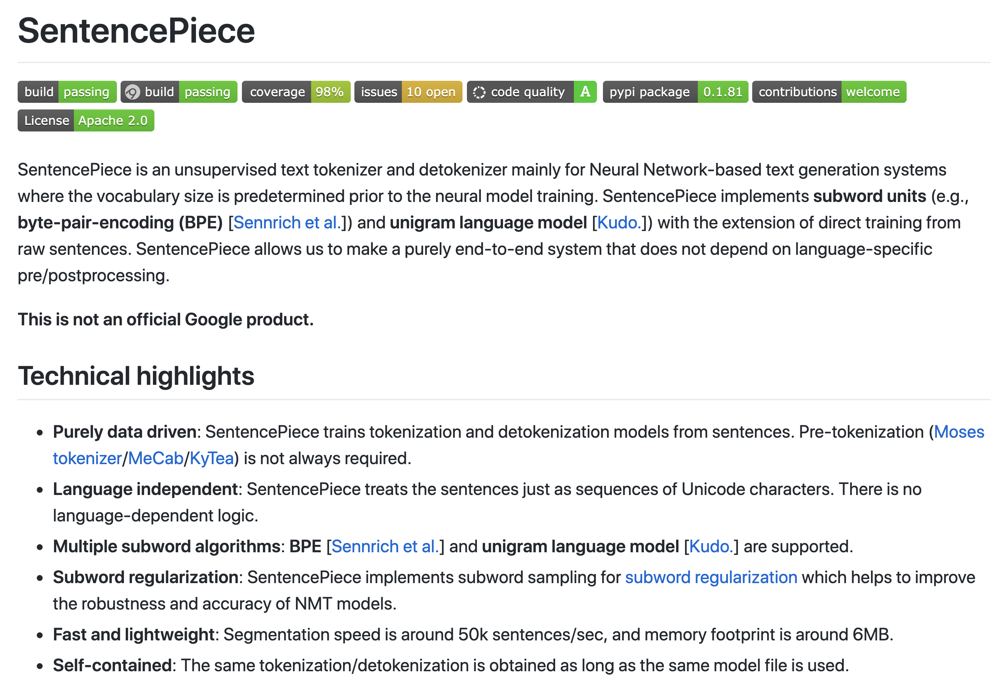 SentencePiece
build passing build passing coverage 98% issues 10 open code quality A pypi package 0.1.81 contributions welcome
License Apache 2.0
SentencePiece is an unsupervised text tokenizer and detokenizer mainly for Neural Network-based text generation systems
where the vocabulary size is predetermined prior to the neural model training. SentencePiece implements subword units (e.g.,
byte-pair-encoding (BPE) [Sennrich et al.]) and unigram language model [Kudo.]) with the extension of direct training from
raw sentences. SentencePiece allows us to make a purely end-to-end system that does not depend on language-specific
pre/postprocessing.
This is not an official Google product.
Technical highlights
• Purely data driven: SentencePiece trains tokenization and detokenization models from sentences. Pre-tokenization (Moses
tokenizer/MeCab/KyTea) is not always required.
• Language independent: SentencePiece treats the sentences just as sequences of Unicode characters. There is no
language-dependent logic.
• Multiple subword algorithms: BPE [Sennrich et al.] and unigram language model [Kudo.] are supported.
• Subword regularization: SentencePiece implements subword sampling for subword regularization which helps to improve
the robustness and accuracy of NMT models.
• Fast and lightweight: Segmentation speed is around 50k sentences/sec, and memory footprint is around 6MB.
• Self-contained: The same tokenization/detokenization is obtained as long as the same model file is used.